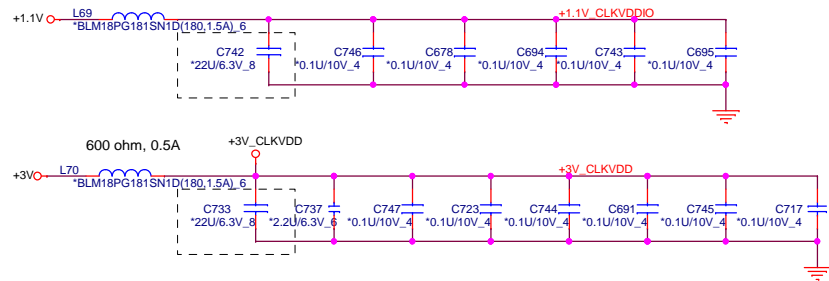 L69
+1.1V
+1.1V_CLKVDDIO
*BLM18PG181SN1D(180,1.5A)_6
C742
*22U/6.3V_8
C746
*0.1U/10V_4
C678
*0.1U/10V_4
C694
*0.1U/10V_4
C743
*0.1U/10V_4
C695
*0.1U/10V_4
600 ohm, 0.5A
+3V_CLKVDD
L70
+3V
+3V_CLKVDD
*BLM18PG181SN1D(180,1.5A)_6
C733
*22U/6.3V_8
C737
*2.2U/6.3V_6
C747
*0.1U/10V_4
C723
*0.1U/10V_4
C744
*0.1U/10V_4
C691
*0.1U/10V_4
C745
*0.1U/10V_4
C717
*0.1U/10V_4